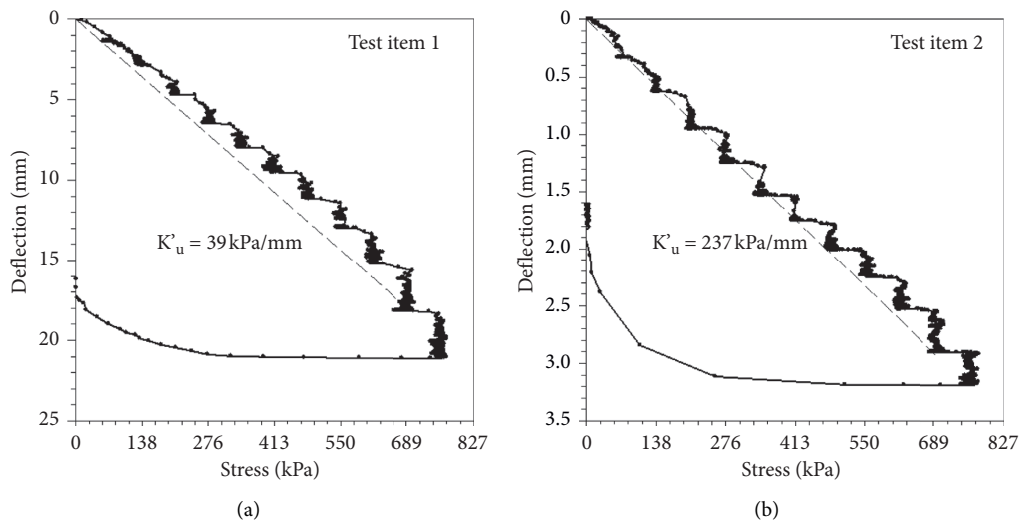 Test item 1
0
5
10
15
20
25
Deflection (mm)
K'u = 39 kPa/mm
0 138 276 413 550 689 827
Stress (kPa)
(a)
Test item 2
0
0.5
1.0
1.5
2.0
2.5
3.0
3.5
Deflection (mm)
K'u = 237 kPa/mm
0 138 276 413 550 689 827
Stress (kPa)
(b)